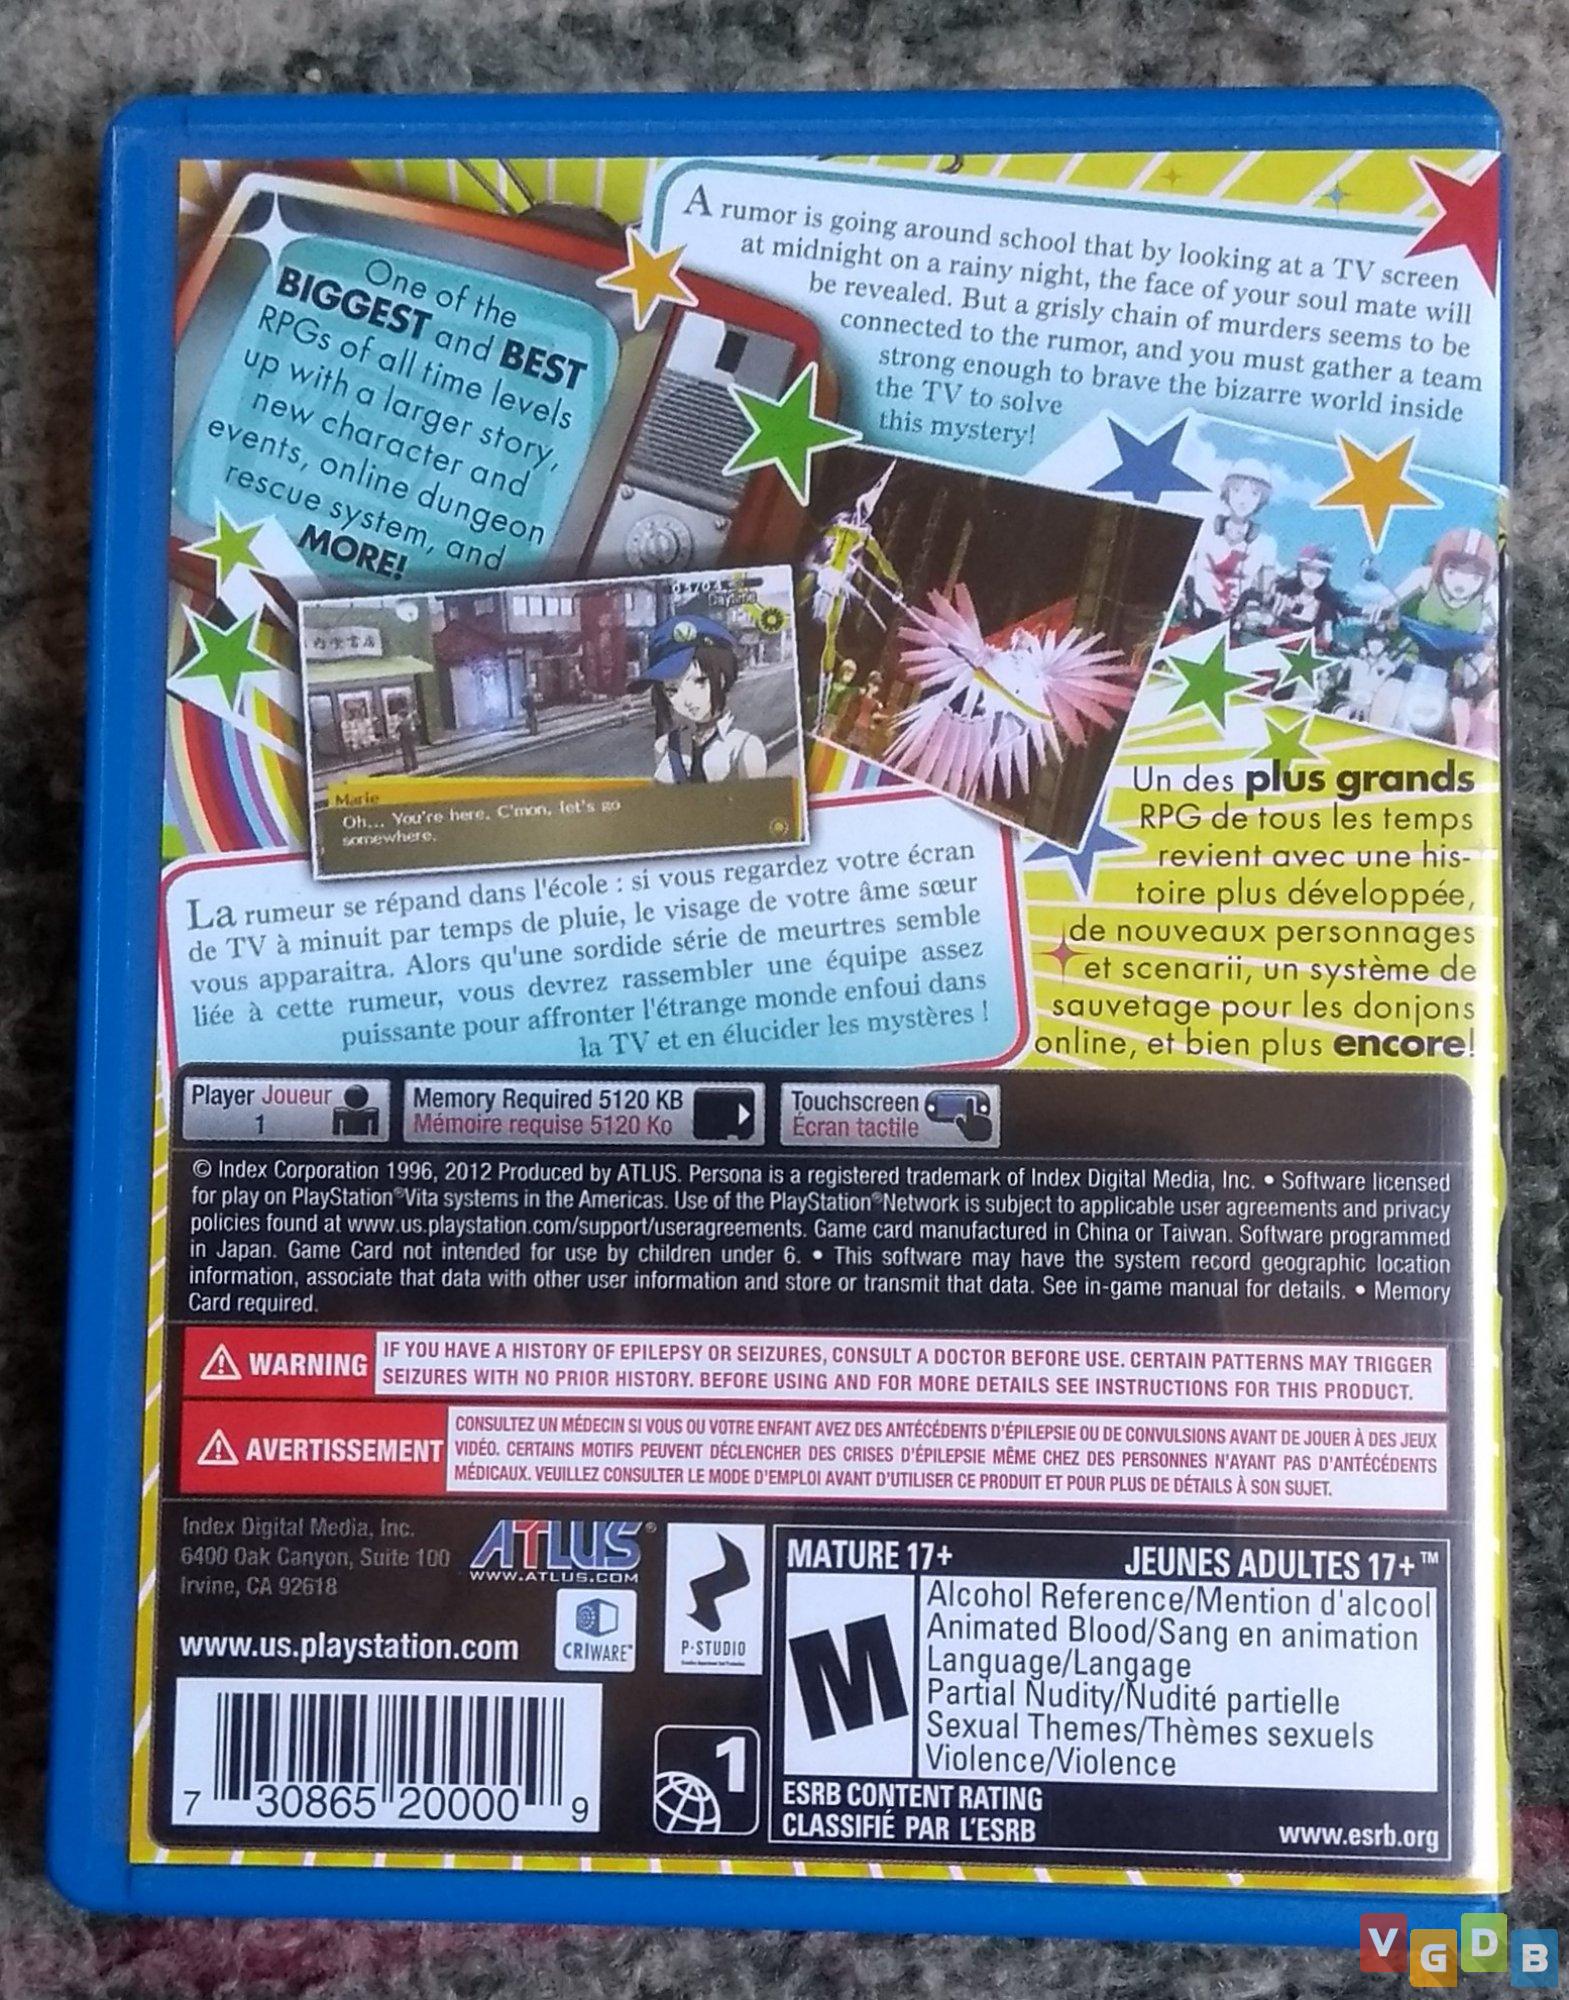 One of the
BIGGEST and BEST
RPGs of all time levels
up with a larger story,
new character and
events, online dungeon
rescue system, and
MORE!
A rumor is going around school that by looking at a TV screen
at midnight on a rainy night, the face of your soul mate will
be revealed. But a grisly chain of murders seems to be
connected to the rumor, and you must gather a team
strong enough to brave the bizarre world inside
the TV to solve
this mystery!
Daytime
Marie
Oh... You're here. C'mon, let's go
somewhere.
Un des plus grands
RPG de tous les temps
revient avec une his-
toire plus développée,
de nouveaux personnages
et scenarii, un système de
sauvetage pour les donjons
online, et bien plus encore!
La rumeur se répand dans l'école : si vous regardez votre écran
de TV à minuit par temps de pluie, le visage de votre âme sœur
vous apparaitra. Alors qu'une sordide série de meurtres semble
liée à cette rumeur, vous devrez rassembler une équipe assez
puissante pour affronter l'étrange monde enfoui dans
la TV et en élucider les mystères !
Player Joueur
1
Memory Required 5120 KB
Mémoire requise 5120 Ko
Touchscreen
Écran tactile
© Index Corporation 1996, 2012 Produced by ATLUS. Persona is a registered trademark of Index Digital Media, Inc. • Software licensed
for play on PlayStation®Vita systems in the Americas. Use of the PlayStation®Network is subject to applicable user agreements and privacy
policies found at www.us.playstation.com/support/useragreements. Game card manufactured in China or Taiwan. Software programmed
in Japan. Game Card not intended for use by children under 6. • This software may have the system record geographic location
information, associate that data with other user information and store or transmit that data. See in-game manual for details. • Memory
Card required.
WARNING
IF YOU HAVE A HISTORY OF EPILEPSY OR SEIZURES, CONSULT A DOCTOR BEFORE USE. CERTAIN PATTERNS MAY TRIGGER
SEIZURES WITH NO PRIOR HISTORY. BEFORE USING AND FOR MORE DETAILS SEE INSTRUCTIONS FOR THIS PRODUCT.
AVERTISSEMENT
CONSULTEZ UN MÉDECIN SI VOUS OU VOTRE ENFANT AVEZ DES ANTÉCÉDENTS D'ÉPILEPSIE OU DE CONVULSIONS AVANT DE JOUER À DES JEUX
VIDÉO. CERTAINS MOTIFS PEUVENT DÉCLENCHER DES CRISES D'ÉPILEPSIE MÊME CHEZ DES PERSONNES N'AYANT PAS D'ANTÉCÉDENTS
MÉDICAUX. VEUILLEZ CONSULTER LE MODE D'EMPLOI AVANT D'UTILISER CE PRODUIT ET POUR PLUS DE DÉTAILS À SON SUJET.
Index Digital Media, Inc.
6400 Oak Canyon, Suite 100
Irvine, CA 92618
www.us.playstation.com
ATLUS®
WWW.ATLUS.COM
CRIWARE™
P-STUDIO
7 30865 20000 9
1
MATURE 17+
JEUNES ADULTES 17+™
M
Alcohol Reference/Mention d'alcool
Animated Blood/Sang en animation
Language/Langage
Partial Nudity/Nudité partielle
Sexual Themes/Thèmes sexuels
Violence/Violence
ESRB CONTENT RATING
CLASSIFIÉ PAR L'ESRB
www.esrb.org
VGDB